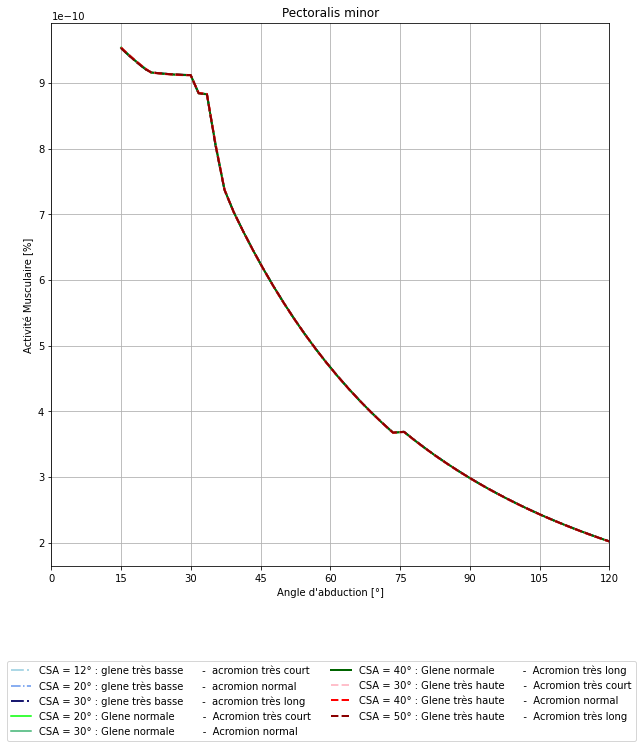 Pectoralis minor
1e−10
9
8
7
6
5
4
3
2
Activité Musculaire [%]
0 15 30 45 60 75 90 105 120
Angle d'abduction [°]
CSA = 12° : glene très basse - acromion très court
CSA = 20° : glene très basse - acromion normal
CSA = 30° : glene très basse - acromion très long
CSA = 20° : Glene normale - Acromion très court
CSA = 30° : Glene normale - Acromion normal
CSA = 40° : Glene normale - Acromion très long
CSA = 30° : Glene très haute - Acromion très court
CSA = 40° : Glene très haute - Acromion normal
CSA = 50° : Glene très haute - Acromion très long